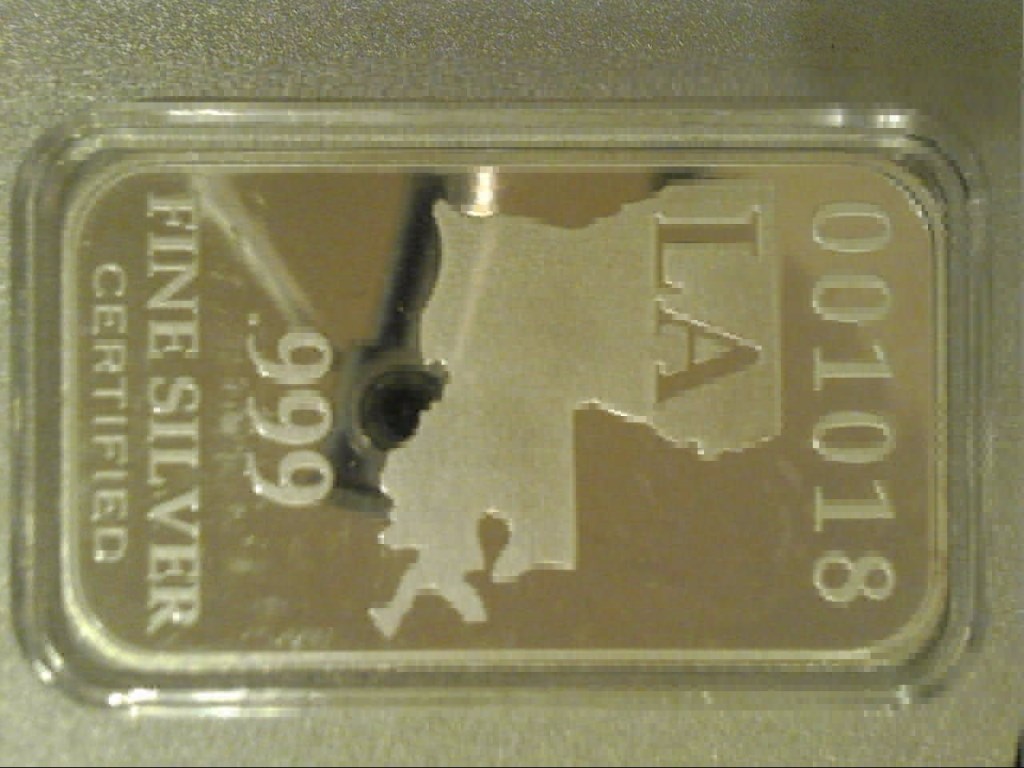 001018
LA
.999
FINE SILVER
CERTIFIED